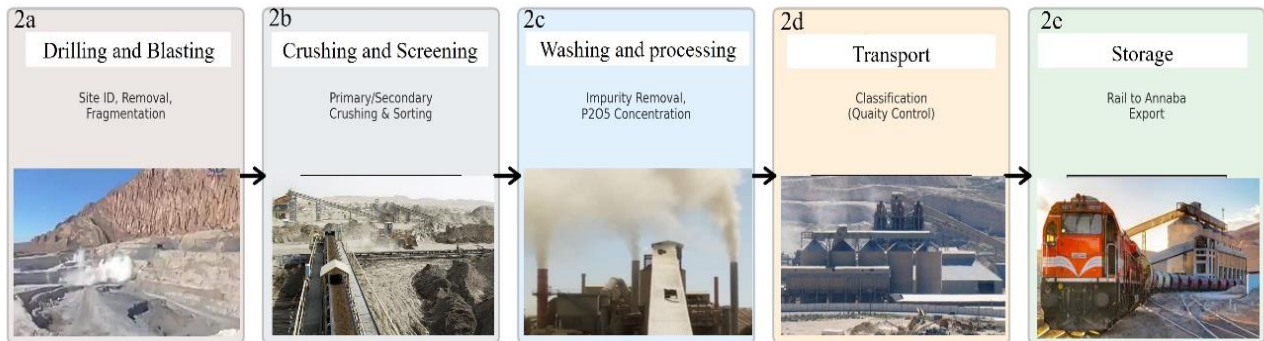 2a
Drilling and Blasting
Site ID, Removal,
Fragmentation
2b
Crushing and Screening
Primary/Secondary
Crushing & Sorting
2c
Washing and processing
Impurity Removal,
P2O5 Concentration
2d
Transport
Classification
(Quaity Control)
2e
Storage
Rail to Annaba
Export